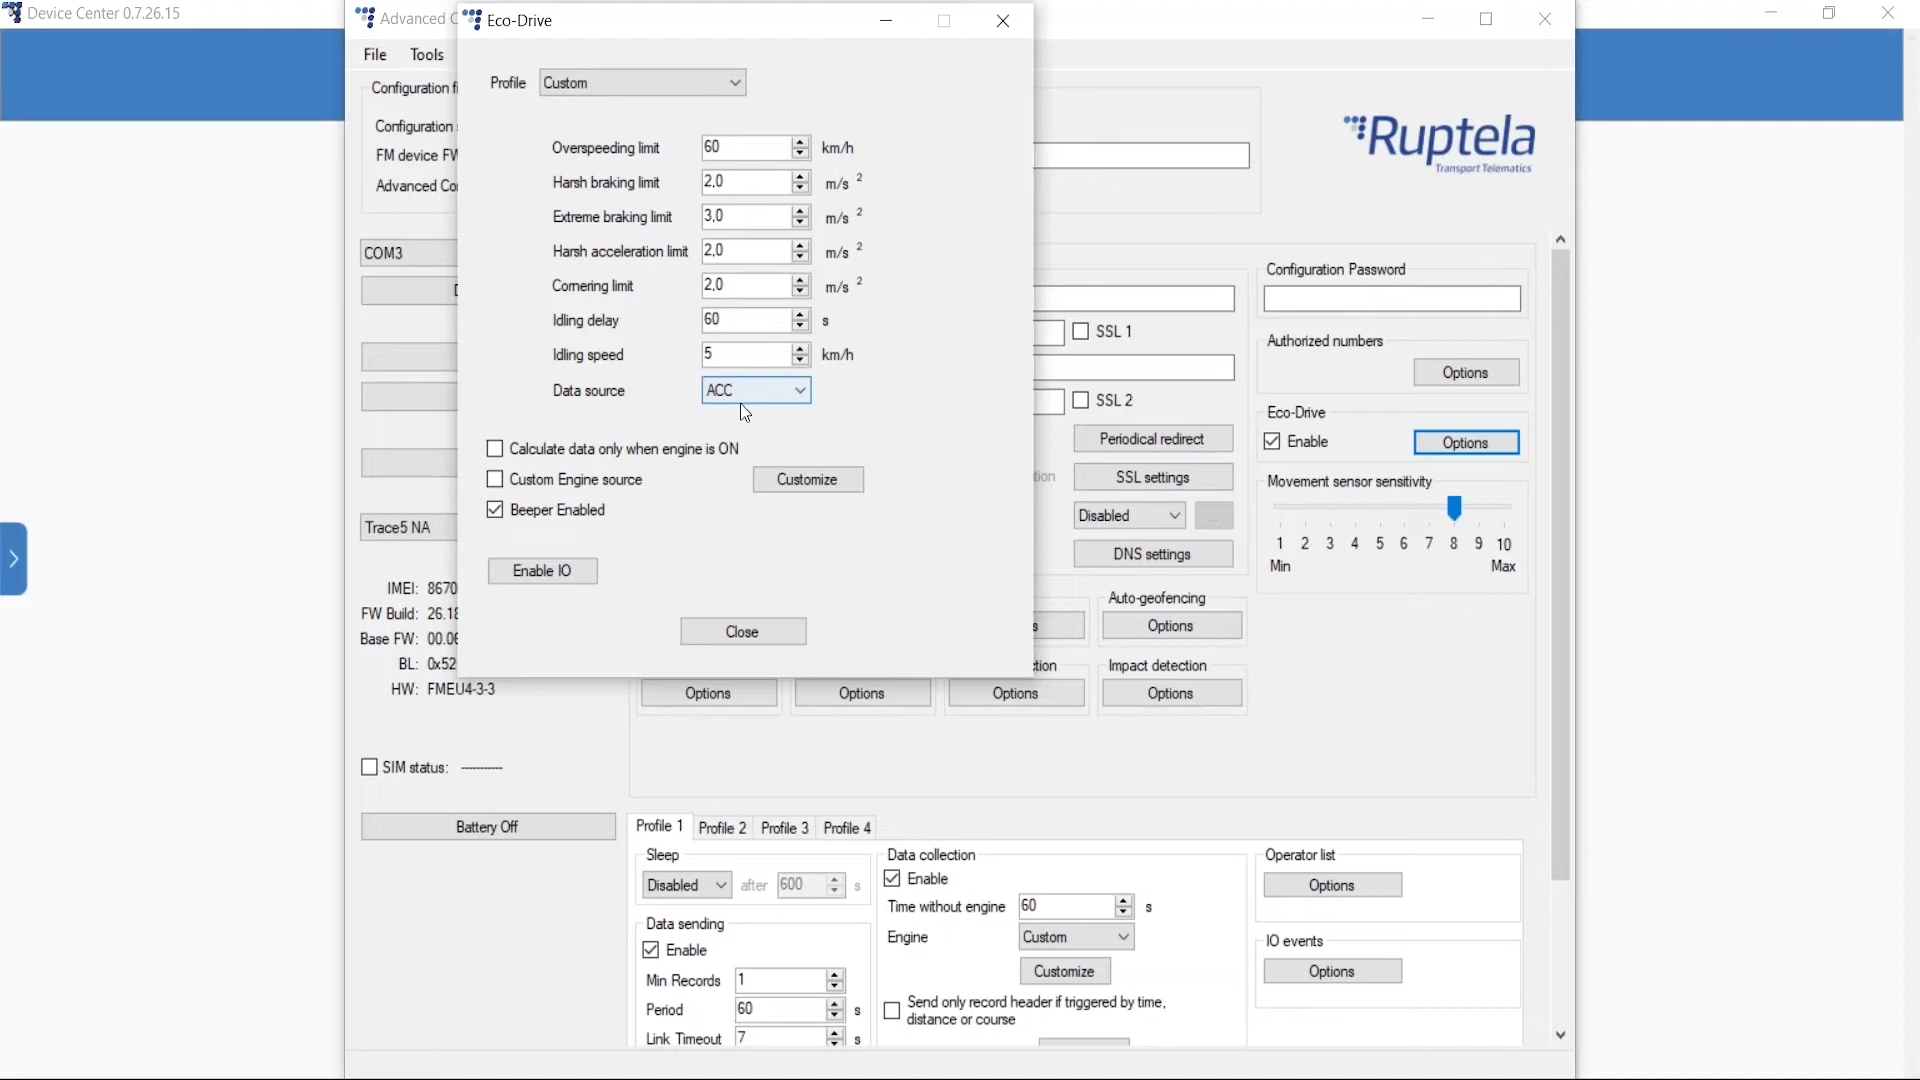 Device Center 0.7.26.15
Advanced C
File Tools
Configuration f
Configuration
FM device FW
Advanced Co
Ruptela
Transport Telematics
Eco-Drive
Profile Custom
Overspeeding limit 60 km/h
Harsh braking limit 2,0 m/s 2
Extreme braking limit 3,0 m/s 2
Harsh acceleration limit 2,0 m/s 2
Cornering limit 2,0 m/s 2
Idling delay 60 s
Idling speed 5 km/h
Data source ACC
Calculate data only when engine is ON
Custom Engine source Customize
Beeper Enabled
Enable IO
Close
COM3
Trace5 NA
IMEI: 8670
FW Build: 26.18
Base FW: 00.06
BL: 0x52
HW: FMEU4-3-3
SIM status: -----------
Battery Off
SSL 1
SSL 2
Periodical redirect
tion SSL settings
Disabled ...
DNS settings
s
Auto-geofencing
Options
tion Impact detection
Options Options Options Options
Configuration Password
Authorized numbers
Options
Eco-Drive
Enable Options
Movement sensor sensitivity
1 2 3 4 5 6 7 8 9 10
Min Max
Profile 1 Profile 2 Profile 3 Profile 4
Sleep
Disabled after 600 s
Data sending
Enable
Min Records 1
Period 60 s
Link Timeout 7 s
Data collection
Enable
Time without engine 60 s
Engine Custom
Customize
Send only record header if triggered by time,
distance or course
Operator list
Options
IO events
Options